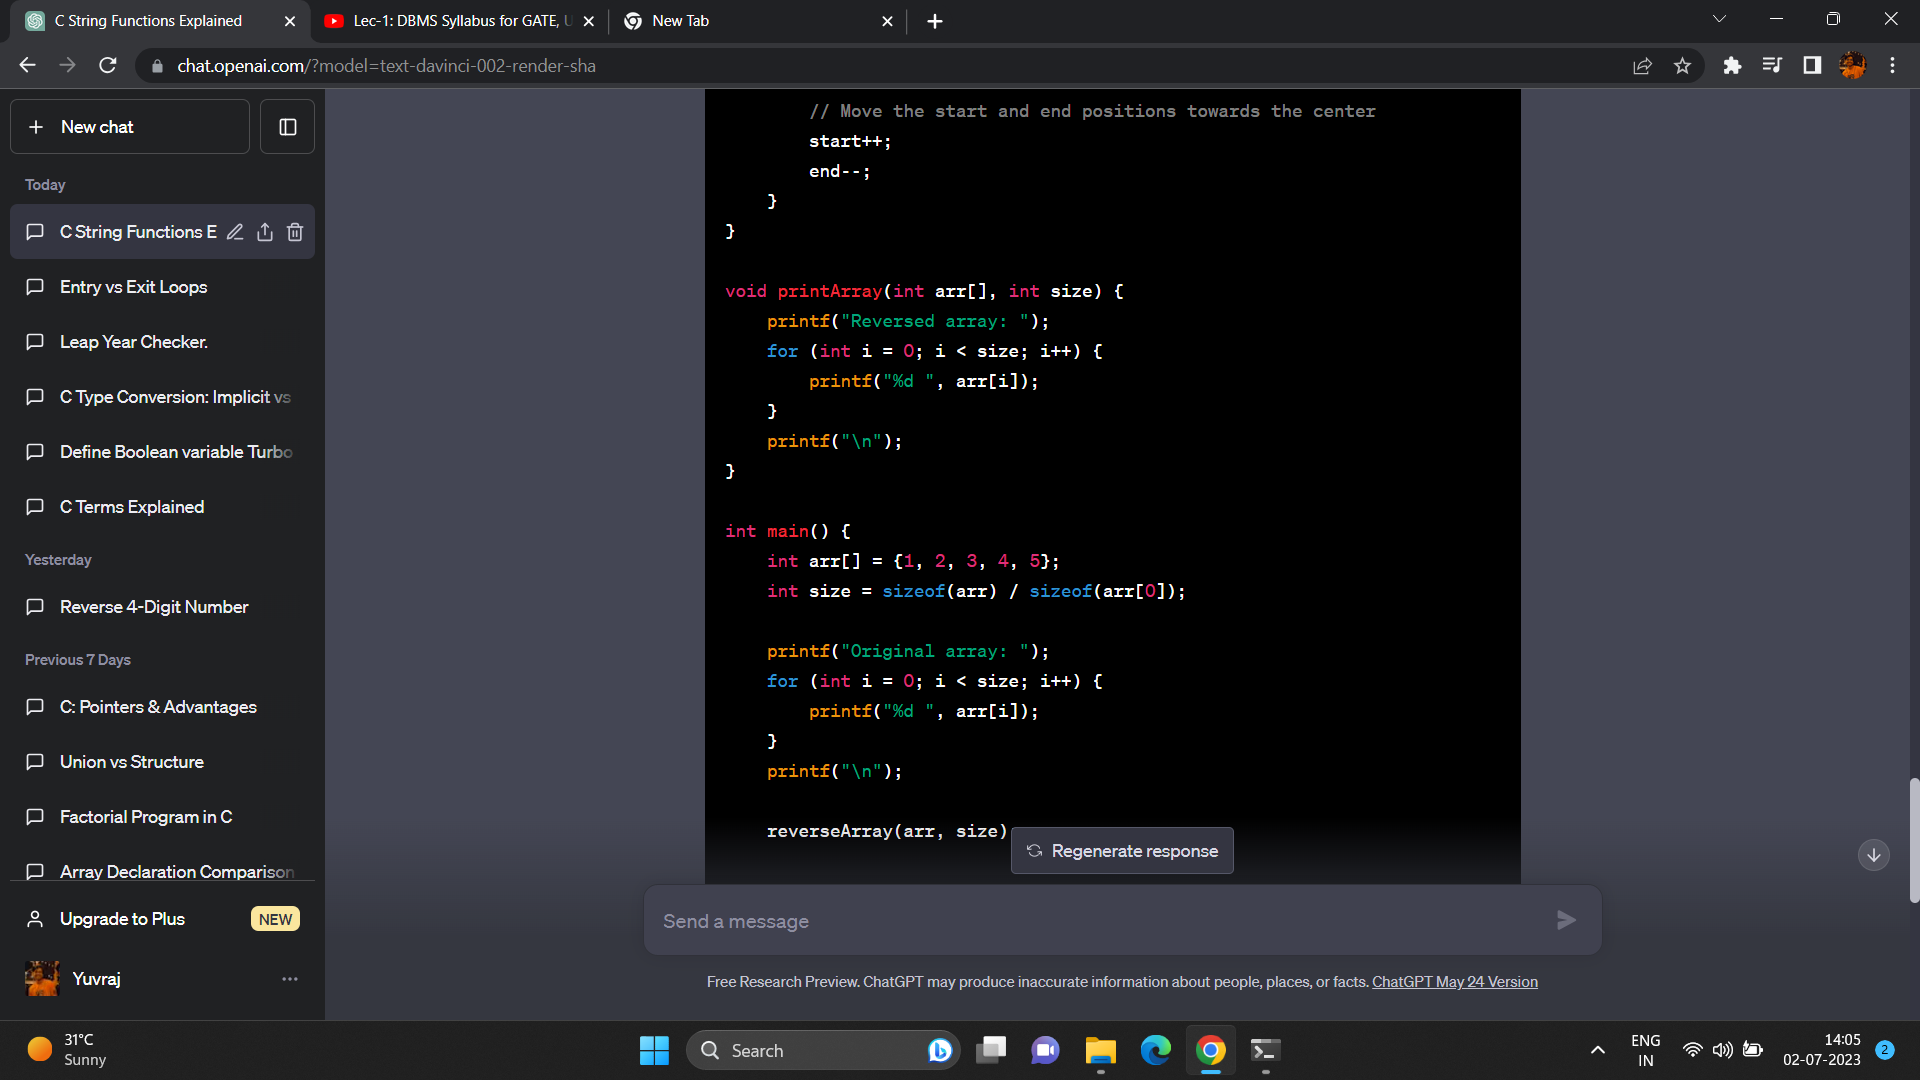 C String Functions Explained
Lec-1: DBMS Syllabus for GATE, U
New Tab
chat.openai.com/?model=text-davinci-002-render-sha
New chat
Today
C String Functions E
Entry vs Exit Loops
Leap Year Checker.
C Type Conversion: Implicit vs
Define Boolean variable Turbo
C Terms Explained
Yesterday
Reverse 4-Digit Number
Previous 7 Days
C: Pointers & Advantages
Union vs Structure
Factorial Program in C
Array Declaration Comparison
Upgrade to Plus NEW
Yuvraj
// Move the start and end positions towards the center
start++;
end--;
}
}
void printArray(int arr[], int size) {
printf("Reversed array: ");
for (int i = 0; i < size; i++) {
printf("%d ", arr[i]);
}
printf("\n");
}
int main() {
int arr[] = {1, 2, 3, 4, 5};
int size = sizeof(arr) / sizeof(arr[0]);
printf("Original array: ");
for (int i = 0; i < size; i++) {
printf("%d ", arr[i]);
}
printf("\n");
reverseArray(arr, size)
Regenerate response
Send a message
Free Research Preview. ChatGPT may produce inaccurate information about people, places, or facts. ChatGPT May 24 Version
31°C
Sunny
Search
ENG
IN
14:05
02-07-2023
2